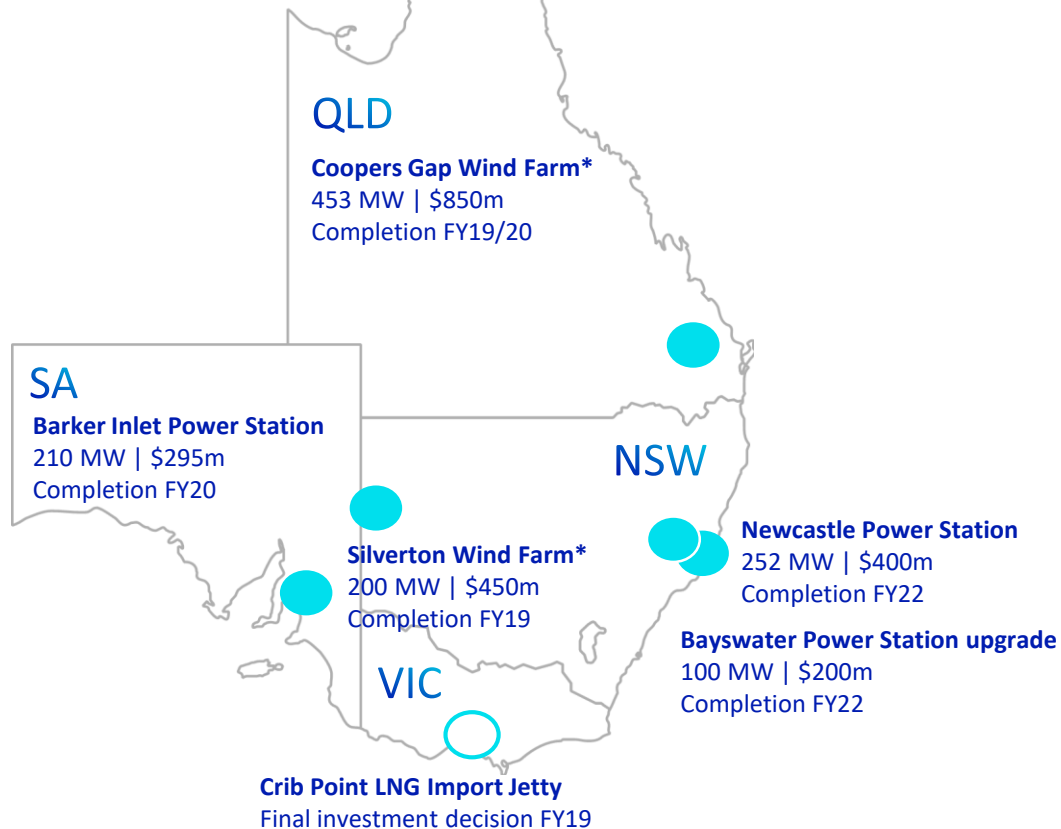 QLD
Coopers Gap Wind Farm*
453 MW | $850m
Completion FY19/20
SA
Barker Inlet Power Station
210 MW | $295m
Completion FY20
NSW
Silverton Wind Farm*
200 MW | $450m
Completion FY19
Newcastle Power Station
252 MW | $400m
Completion FY22
Bayswater Power Station upgrade
100 MW | $200m
Completion FY22
VIC
Crib Point LNG Import Jetty
Final investment decision FY19